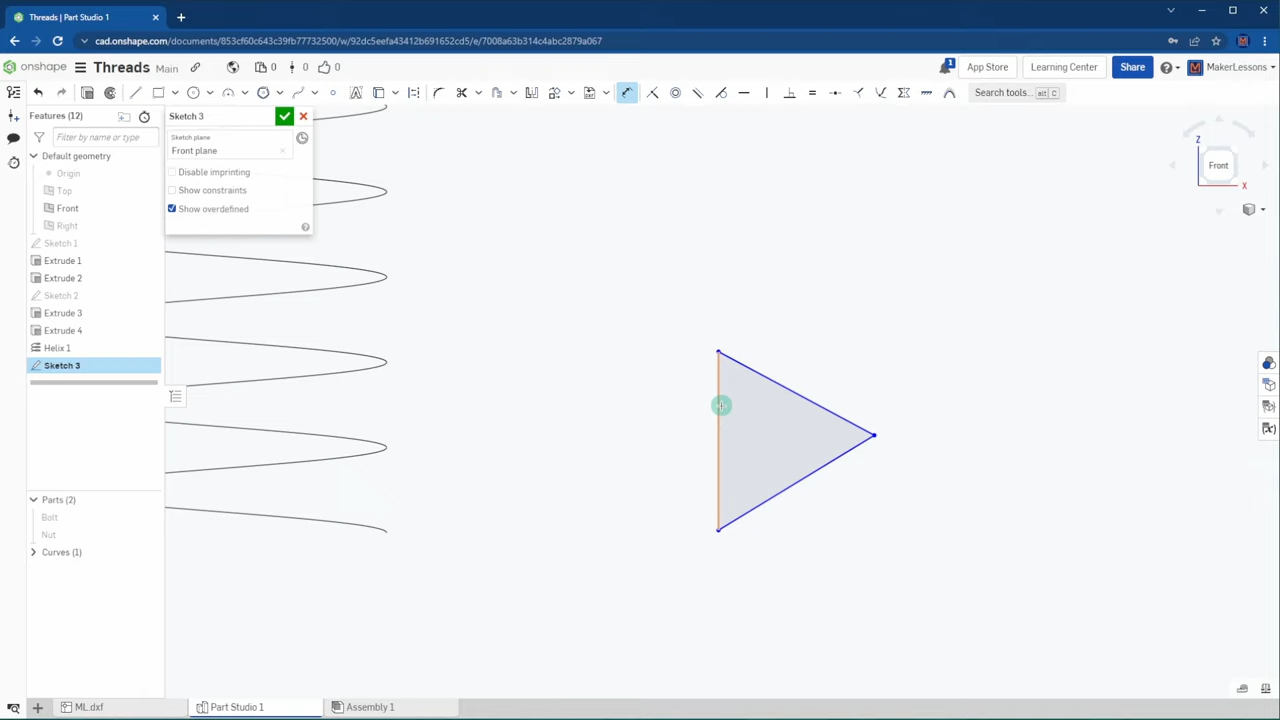 Threads | Part Studio 1
cad.onshape.com/documents/853cf60c643c39fb77732500/w/92dc5eefa43412b691652cd5/e/7008a63b314c4abc2879a067
onshape
Threads Main
0
0
0
1
App Store
Learning Center
Share
MakerLessons
Search tools... alt C
Features (12)
Filter by name or type
Default geometry
Origin
Top
Front
Right
Sketch 1
Extrude 1
Extrude 2
Sketch 2
Extrude 3
Extrude 4
Helix 1
Sketch 3
Parts (2)
Bolt
Nut
Curves (1)
Sketch 3
Sketch plane
Front plane
Disable imprinting
Show constraints
Show overdefined
Z
Front
X
ML.dxf
Part Studio 1
Assembly 1